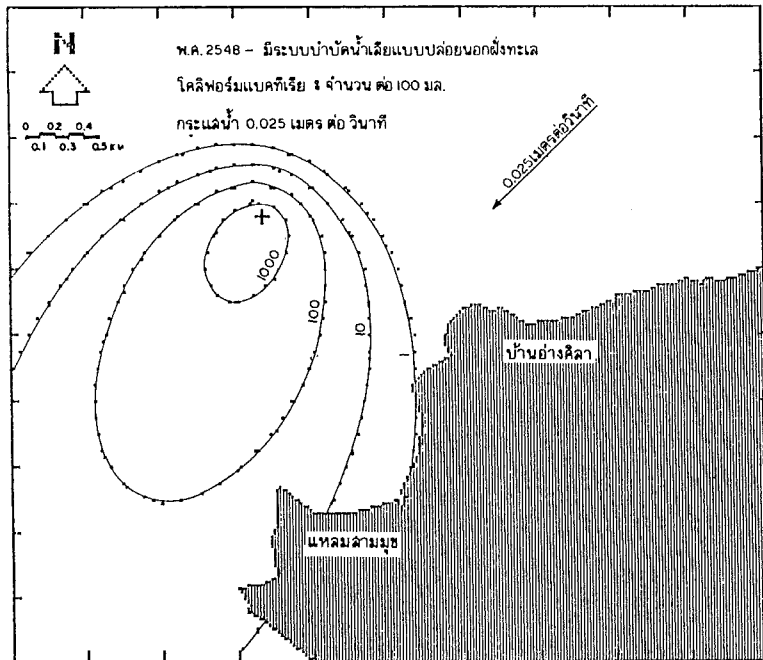 N
พ.ศ. 2548 - มีระบบบำบัดน้ำเสียแบบปล่อยนอกฝั่งทะเล
โคลิฟอร์มแบคทีเรีย : จำนวน ต่อ 100 มล.
กระแสน้ำ 0.025 เมตร ต่อ วินาที
0 0.2 0.4
0.1 0.3 0.5 KM
0.025 เมตรต่อวินาที
1000
100
10
1
บ้านอ่างศิลา
แหลมสามมุข